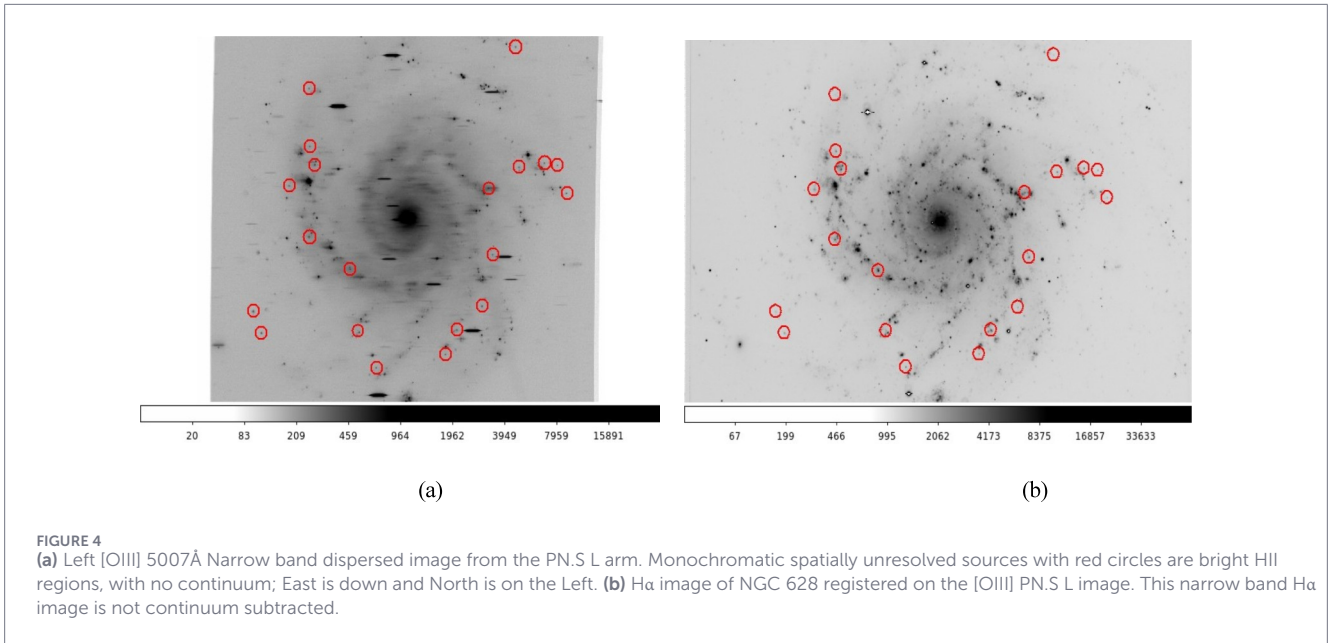 20 83 209 459 964 1962 3949 7959 15891
67 199 466 995 2062 4173 8375 16857 33633
(a) (b)
FIGURE 4
(a) Left [OIII] 5007Å Narrow band dispersed image from the PN.S L arm. Monochromatic spatially unresolved sources with red circles are bright HII
regions, with no continuum; East is down and North is on the Left. (b) Hα image of NGC 628 registered on the [OIII] PN.S L image. This narrow band Hα
image is not continuum subtracted.